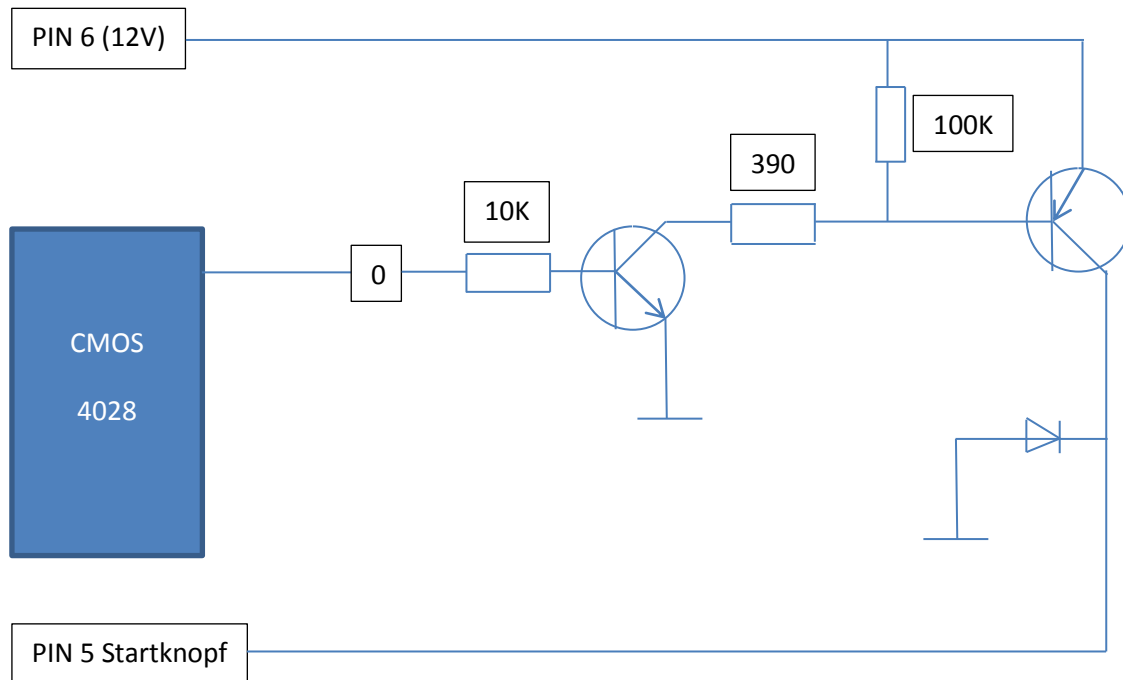 PIN 6 (12V)
100K
390
10K
0
CMOS
4028
PIN 5 Startknopf